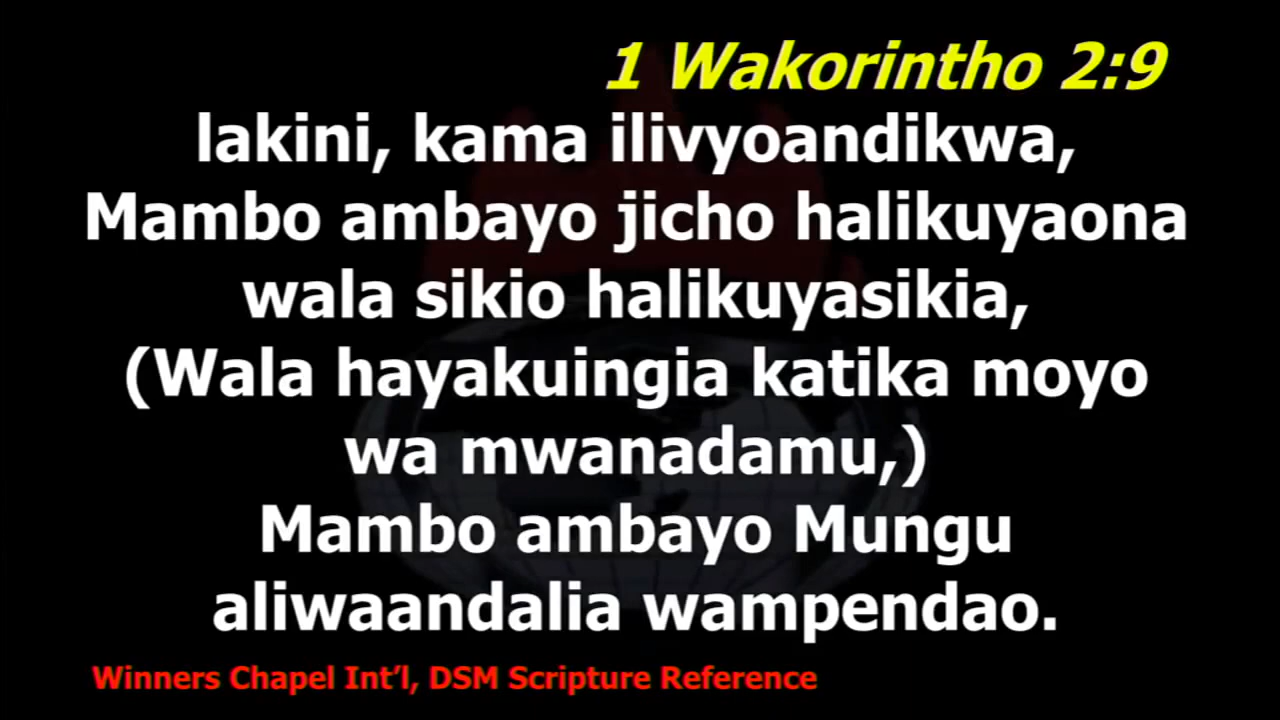 1 Wakorintho 2:9
lakini, kama ilivyoandikwa,
Mambo ambayo jicho halikuyaona
wala sikio halikuyasikia,
(Wala hayakuingia katika moyo
wa mwanadamu,)
Mambo ambayo Mungu
aliwaandalia wampendao.
Winners Chapel Int’l, DSM Scripture Reference